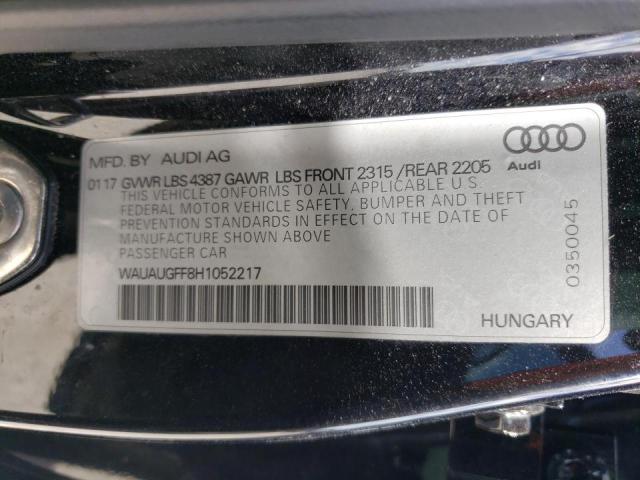 MFD. BY AUDI AG
01 17 GVWR LBS 4387 GAWR LBS FRONT 2315 /REAR 2205
THIS VEHICLE CONFORMS TO ALL APPLICABLE U.S.
FEDERAL MOTOR VEHICLE SAFETY, BUMPER AND THEFT
PREVENTION STANDARDS IN EFFECT ON THE DATE OF
MANUFACTURE SHOWN ABOVE.
PASSENGER CAR
WAUAUGFF8H1052217
Audi
0350045
HUNGARY